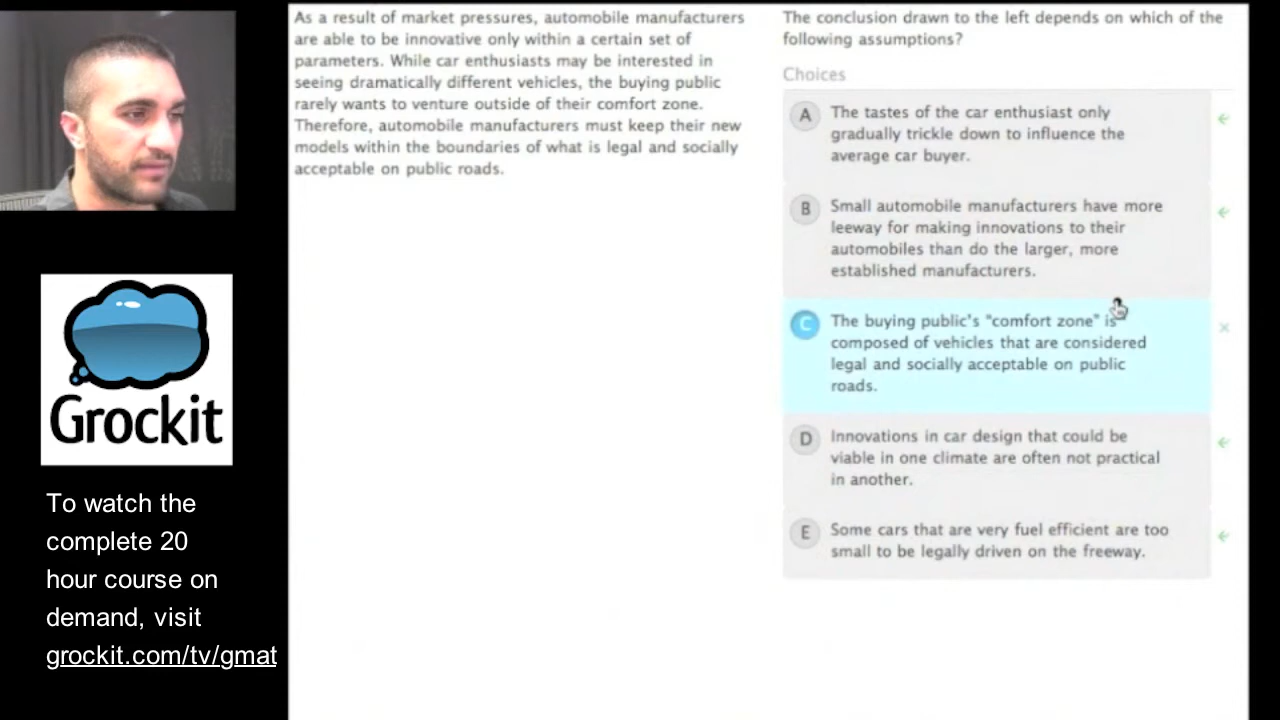 As a result of market pressures, automobile manufacturers
are able to be innovative only within a certain set of
parameters. While car enthusiasts may be interested in
seeing dramatically different vehicles, the buying public
rarely wants to venture outside of their comfort zone.
Therefore, automobile manufacturers must keep their new
models within the boundaries of what is legal and socially
acceptable on public roads.
The conclusion drawn to the left depends on which of the
following assumptions?
Choices
A The tastes of the car enthusiast only
gradually trickle down to influence the
average car buyer.
B Small automobile manufacturers have more
leeway for making innovations to their
automobiles than do the larger, more
established manufacturers.
C The buying public's "comfort zone" is
composed of vehicles that are considered
legal and socially acceptable on public
roads.
D Innovations in car design that could be
viable in one climate are often not practical
in another.
E Some cars that are very fuel efficient are too
small to be legally driven on the freeway.
Grockit
To watch the
complete 20
hour course on
demand, visit
grockit.com/tv/gmat